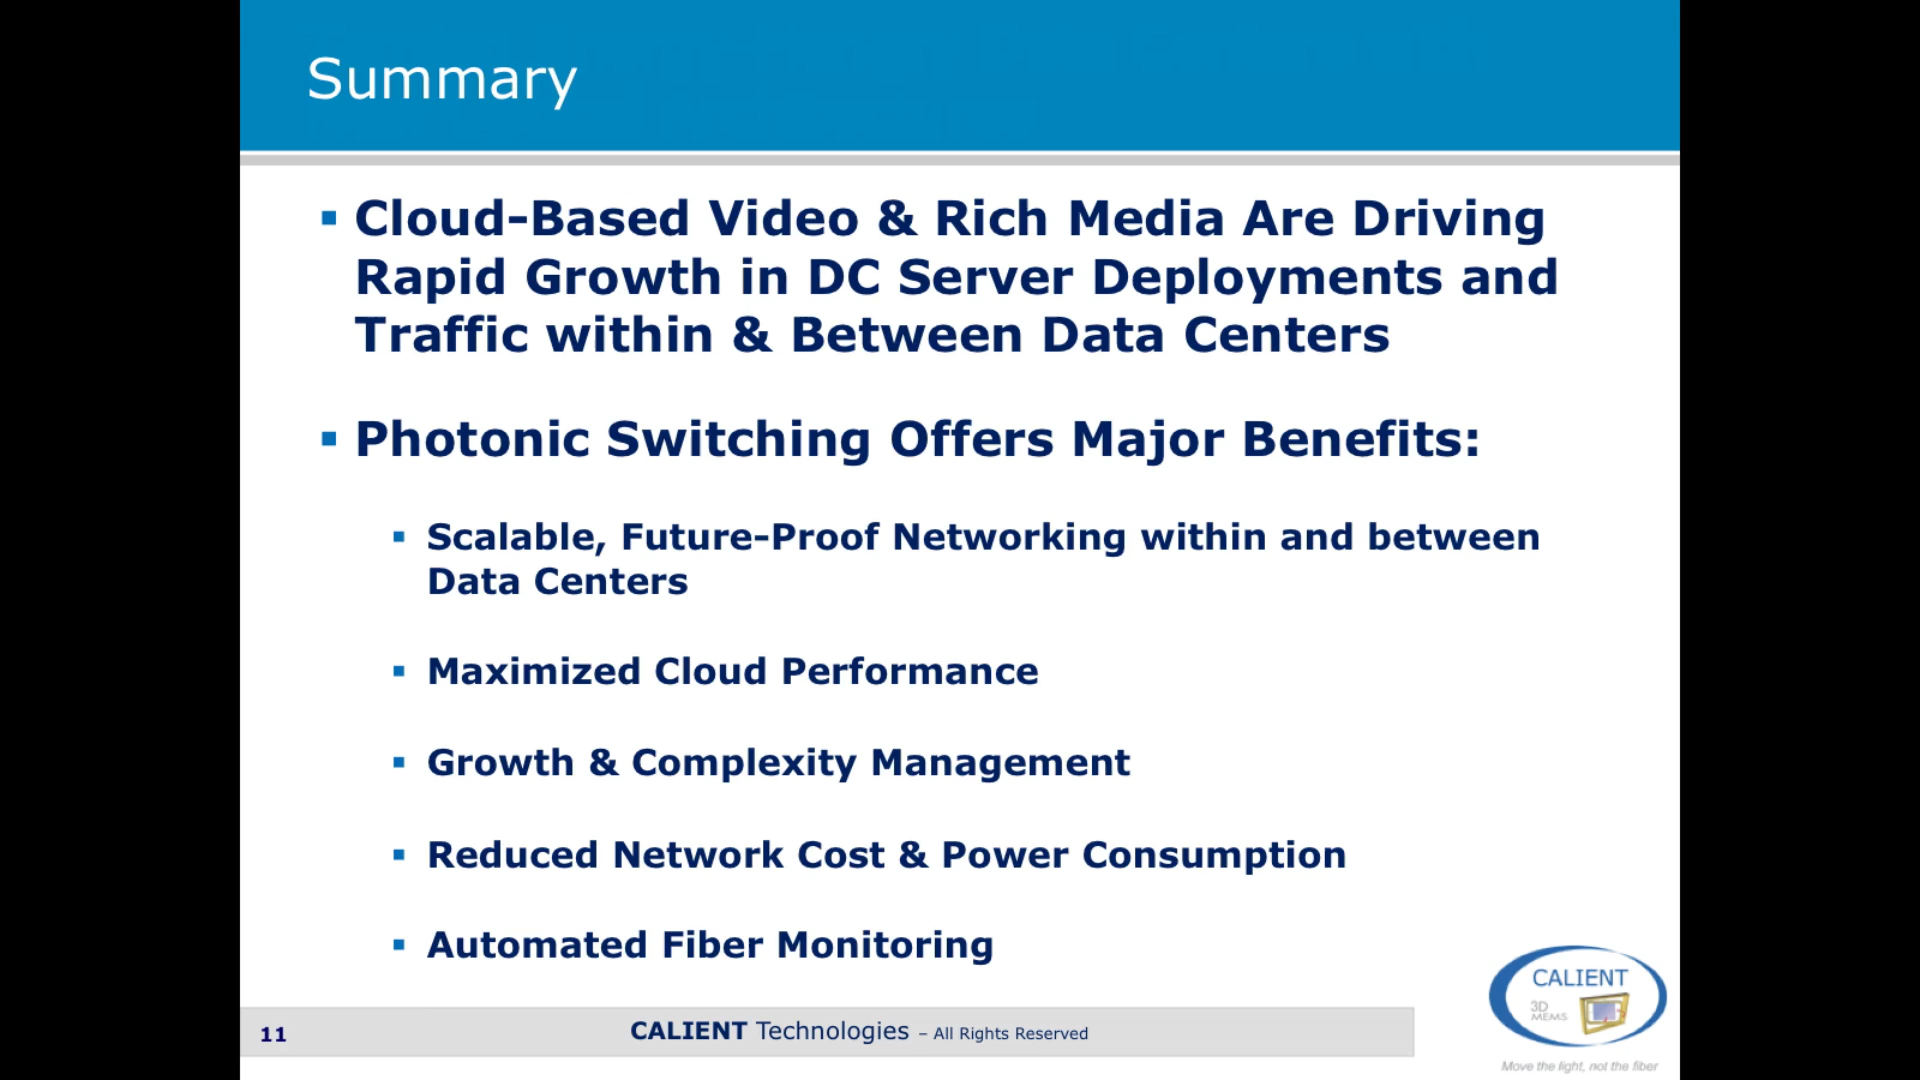 Summary
▪ Cloud-Based Video & Rich Media Are Driving
Rapid Growth in DC Server Deployments and
Traffic within & Between Data Centers
▪ Photonic Switching Offers Major Benefits:
▪ Scalable, Future-Proof Networking within and between
Data Centers
▪ Maximized Cloud Performance
▪ Growth & Complexity Management
▪ Reduced Network Cost & Power Consumption
▪ Automated Fiber Monitoring
11
CALIENT Technologies – All Rights Reserved
CALIENT
3D
MEMS
Move the light, not the fiber